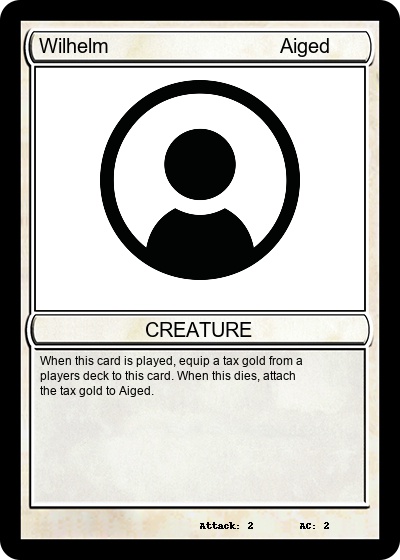 Wilhelm Aiged
CREATURE
When this card is played, equip a tax gold from a
players deck to this card. When this dies, attach
the tax gold to Aiged.
Attack: 2 AC: 2